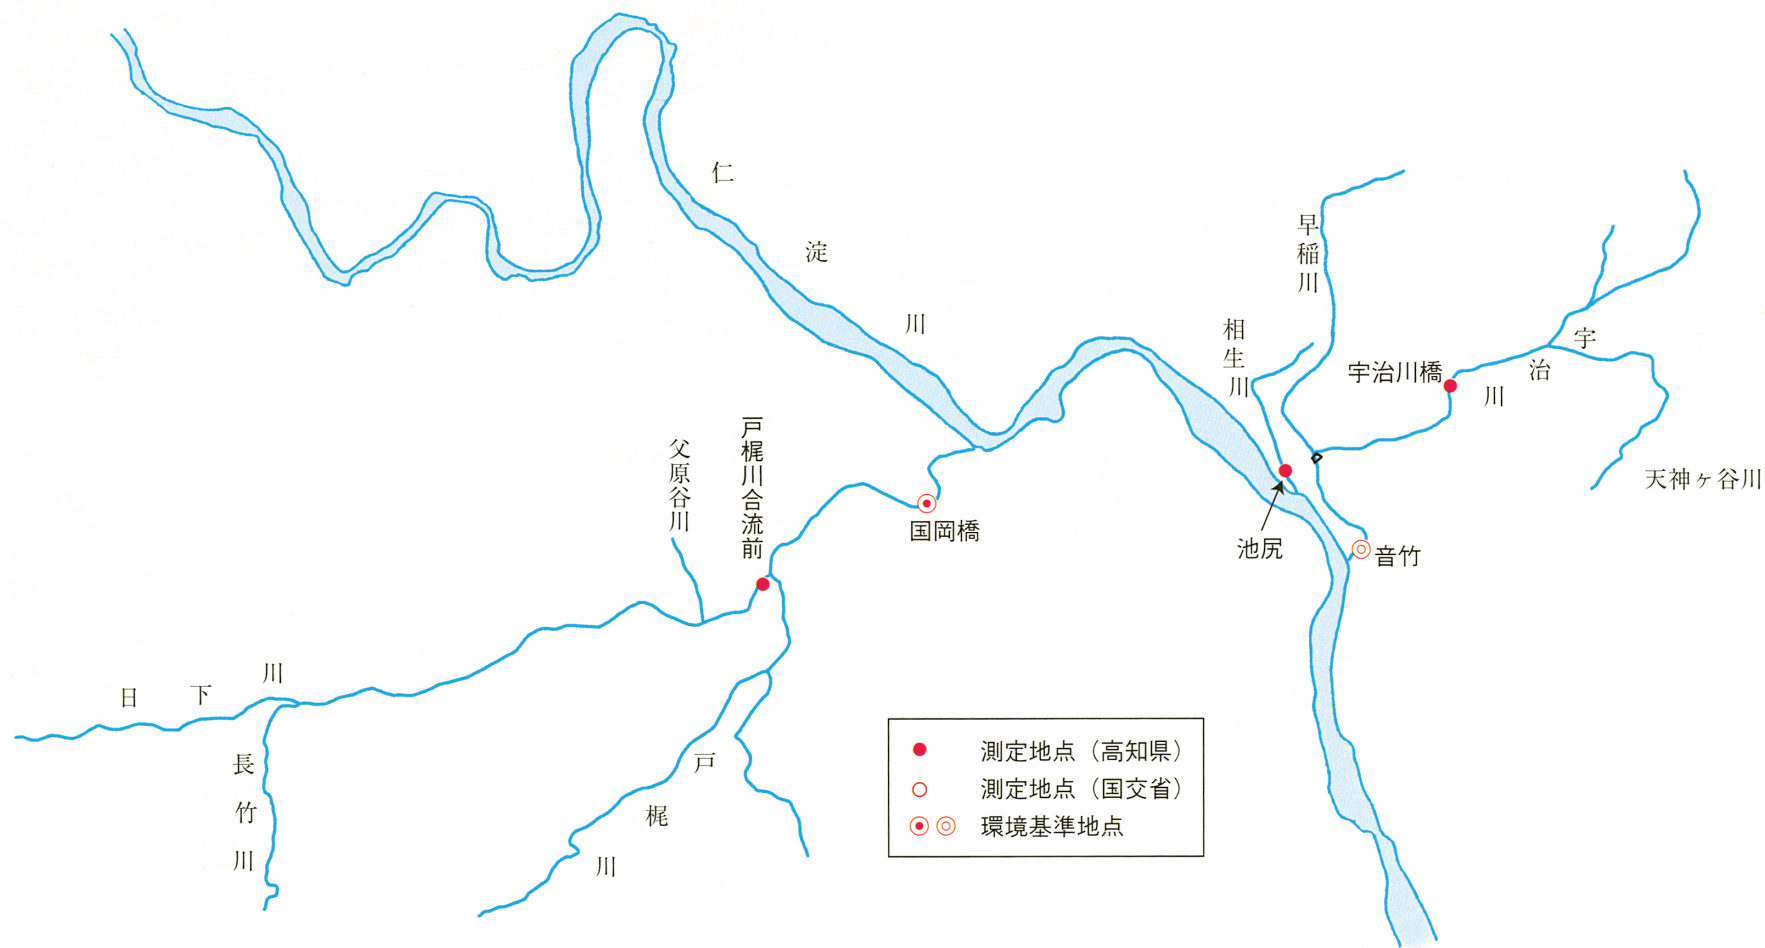 仁淀川
早稲川
相生川
宇治川橋
宇治川
天神ヶ谷川
戸梶川合流前
父原谷川
国岡橋
池尻
音竹
日下川
長竹川
戸梶川
測定地点（高知県）
測定地点（国交省）
環境基準地点